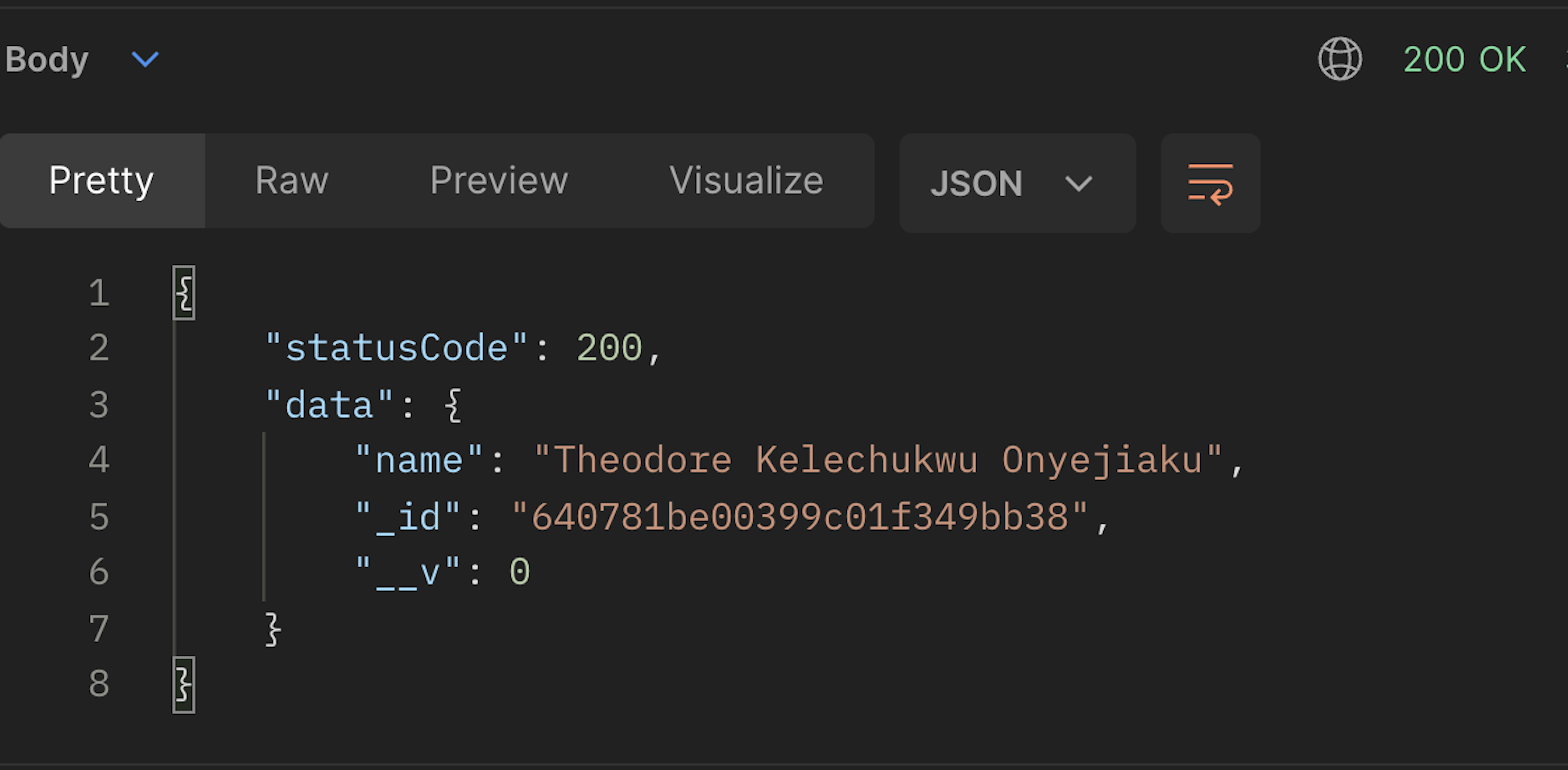 Body 200 OK
Pretty Raw Preview Visualize JSON
1 {
2 "statusCode": 200,
3 "data": {
4 "name": "Theodore Kelechukwu Onyejiaku",
5 "_id": "640781be00399c01f349bb38",
6 "__v": 0
7 }
8 }